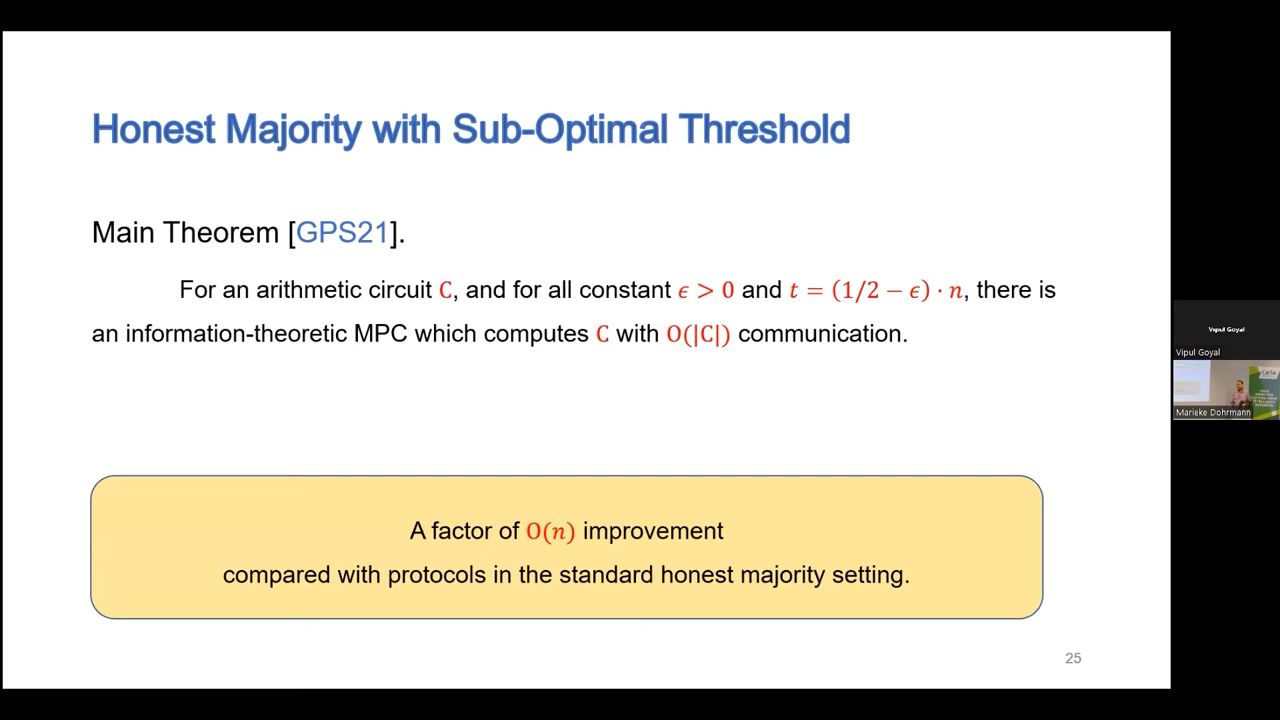 Honest Majority with Sub-Optimal Threshold
Main Theorem [GPS21].
For an arithmetic circuit C, and for all constant ϵ > 0 and t = (1/2 − ϵ) · n, there is
an information-theoretic MPC which computes C with O(|C|) communication.
Vipul Goyal
Vipul Goyal
Marieke Dohrmann
A factor of O(n) improvement
compared with protocols in the standard honest majority setting.
25